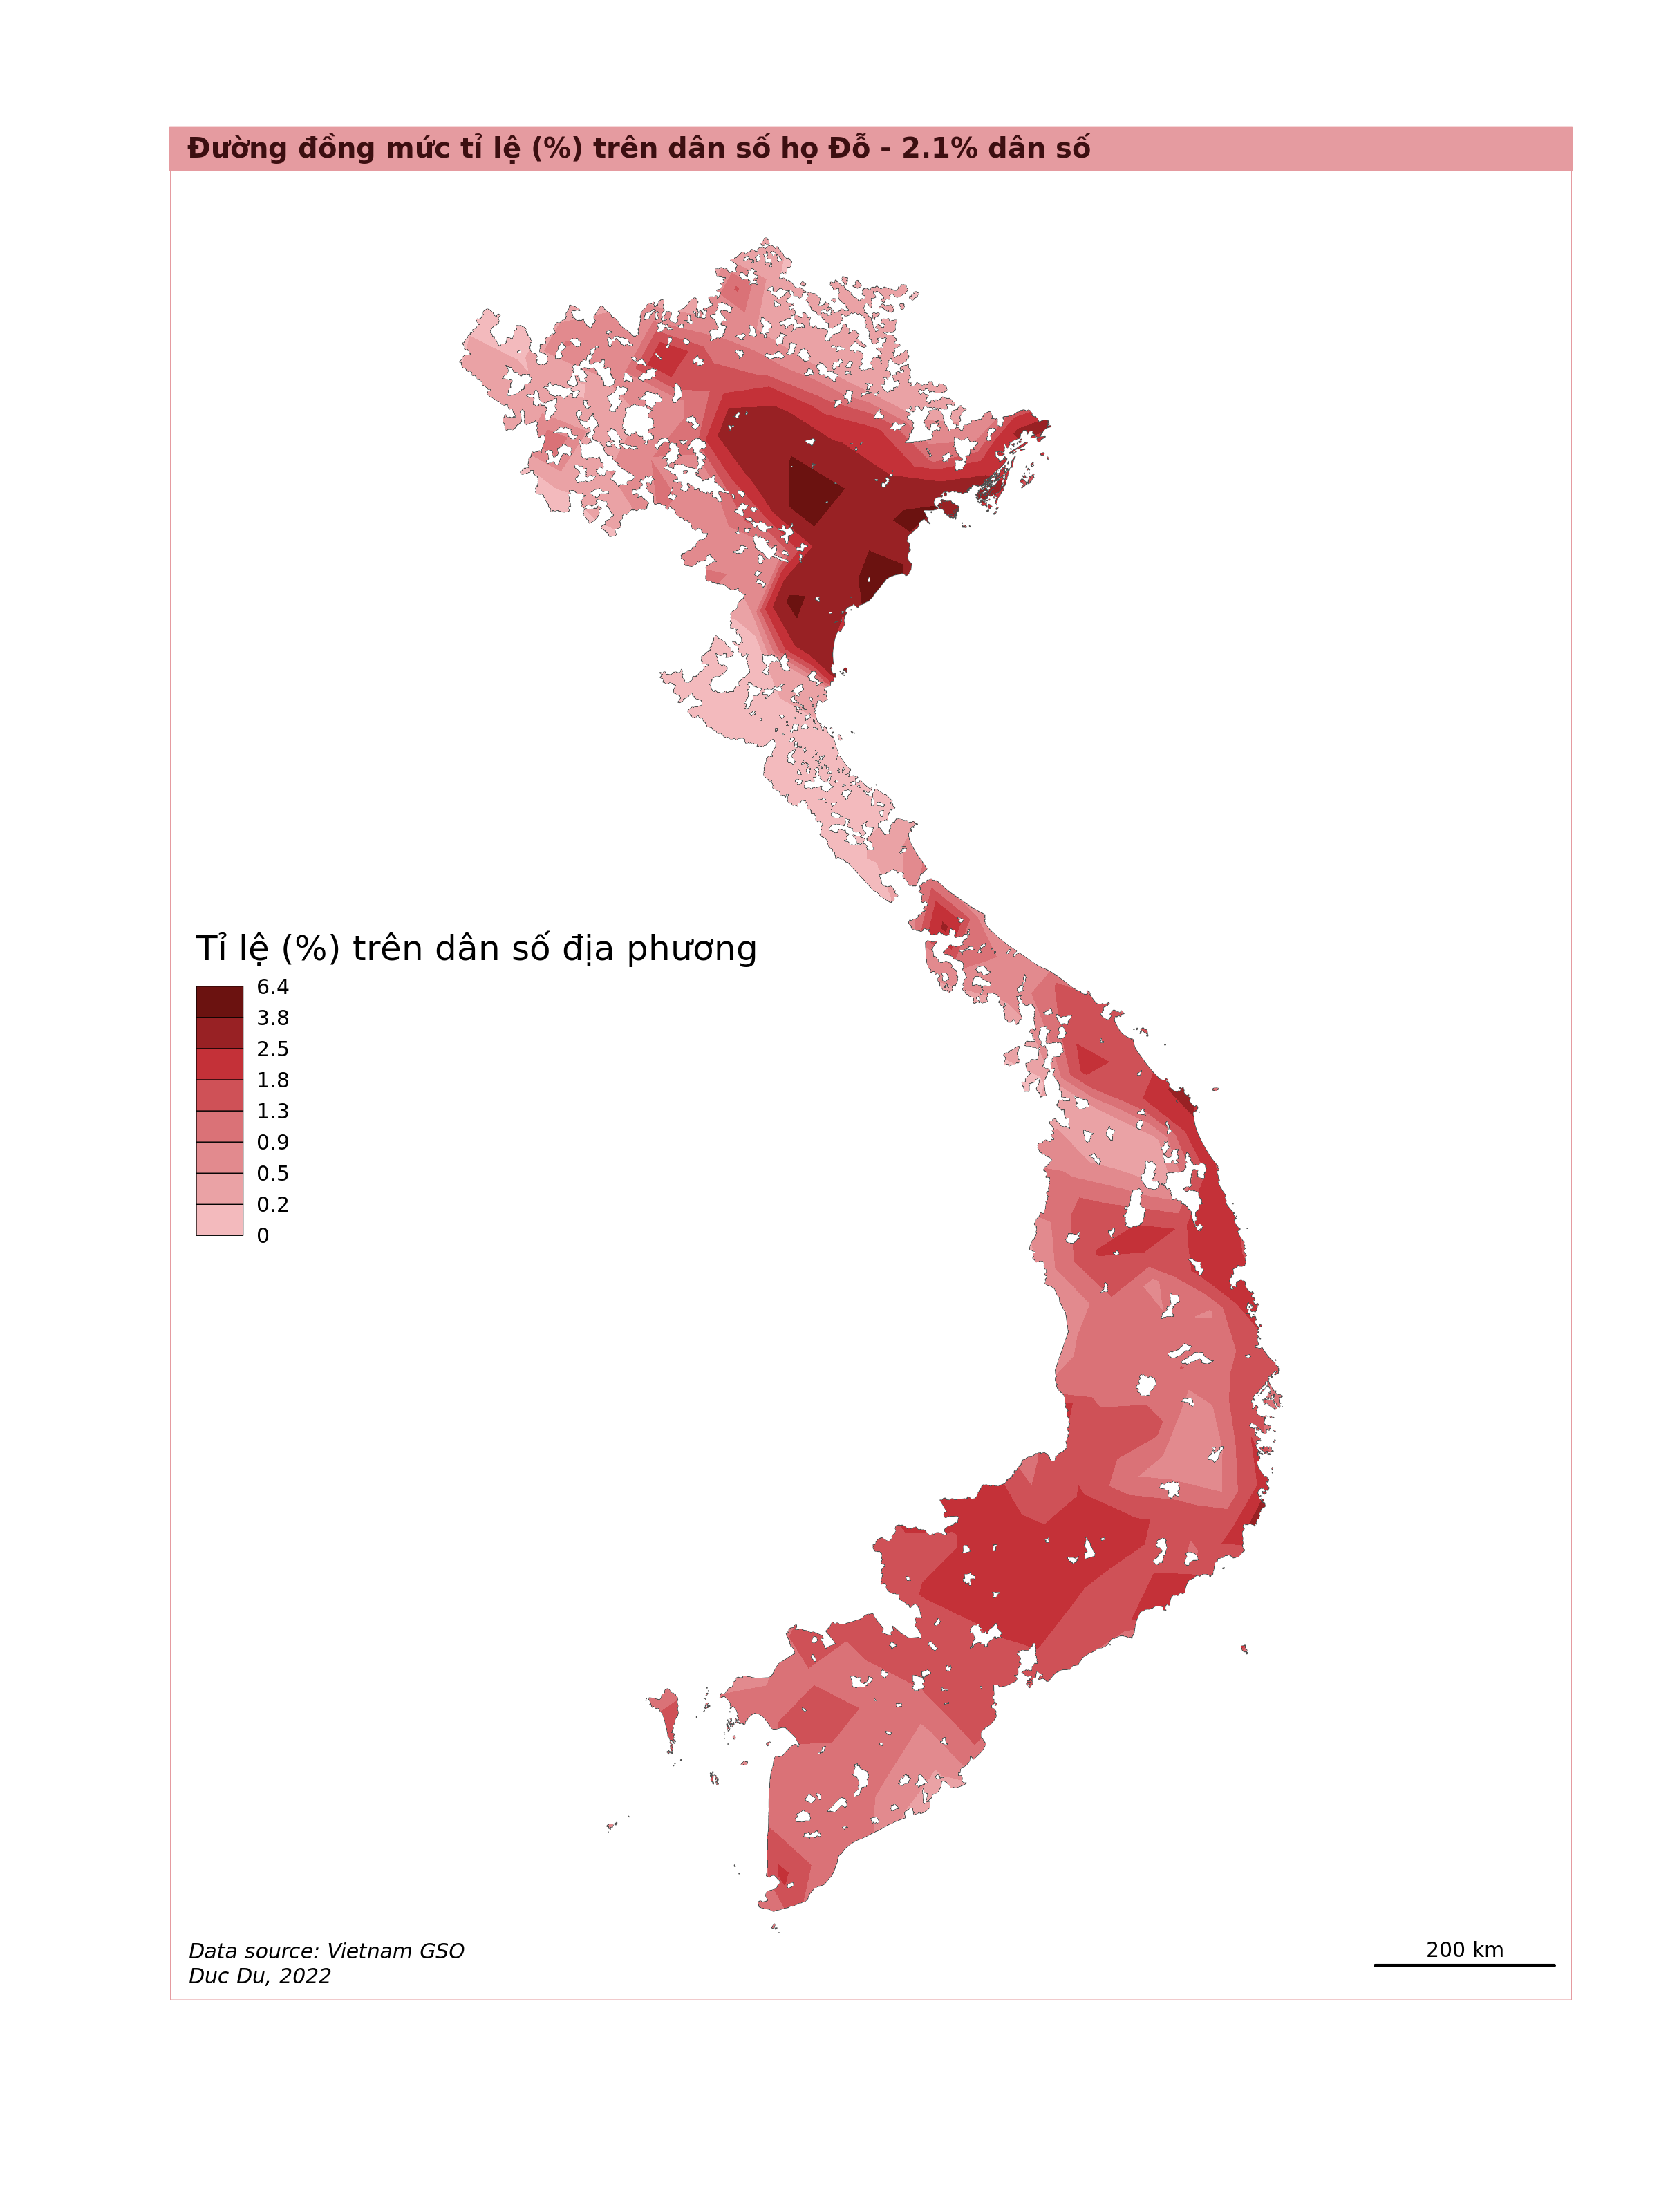 Đường đồng mức tỉ lệ (%) trên dân số họ Đỗ - 2.1% dân số
Tỉ lệ (%) trên dân số địa phương
6.4
3.8
2.5
1.8
1.3
0.9
0.5
0.2
0
Data source: Vietnam GSO
Duc Du, 2022
200 km